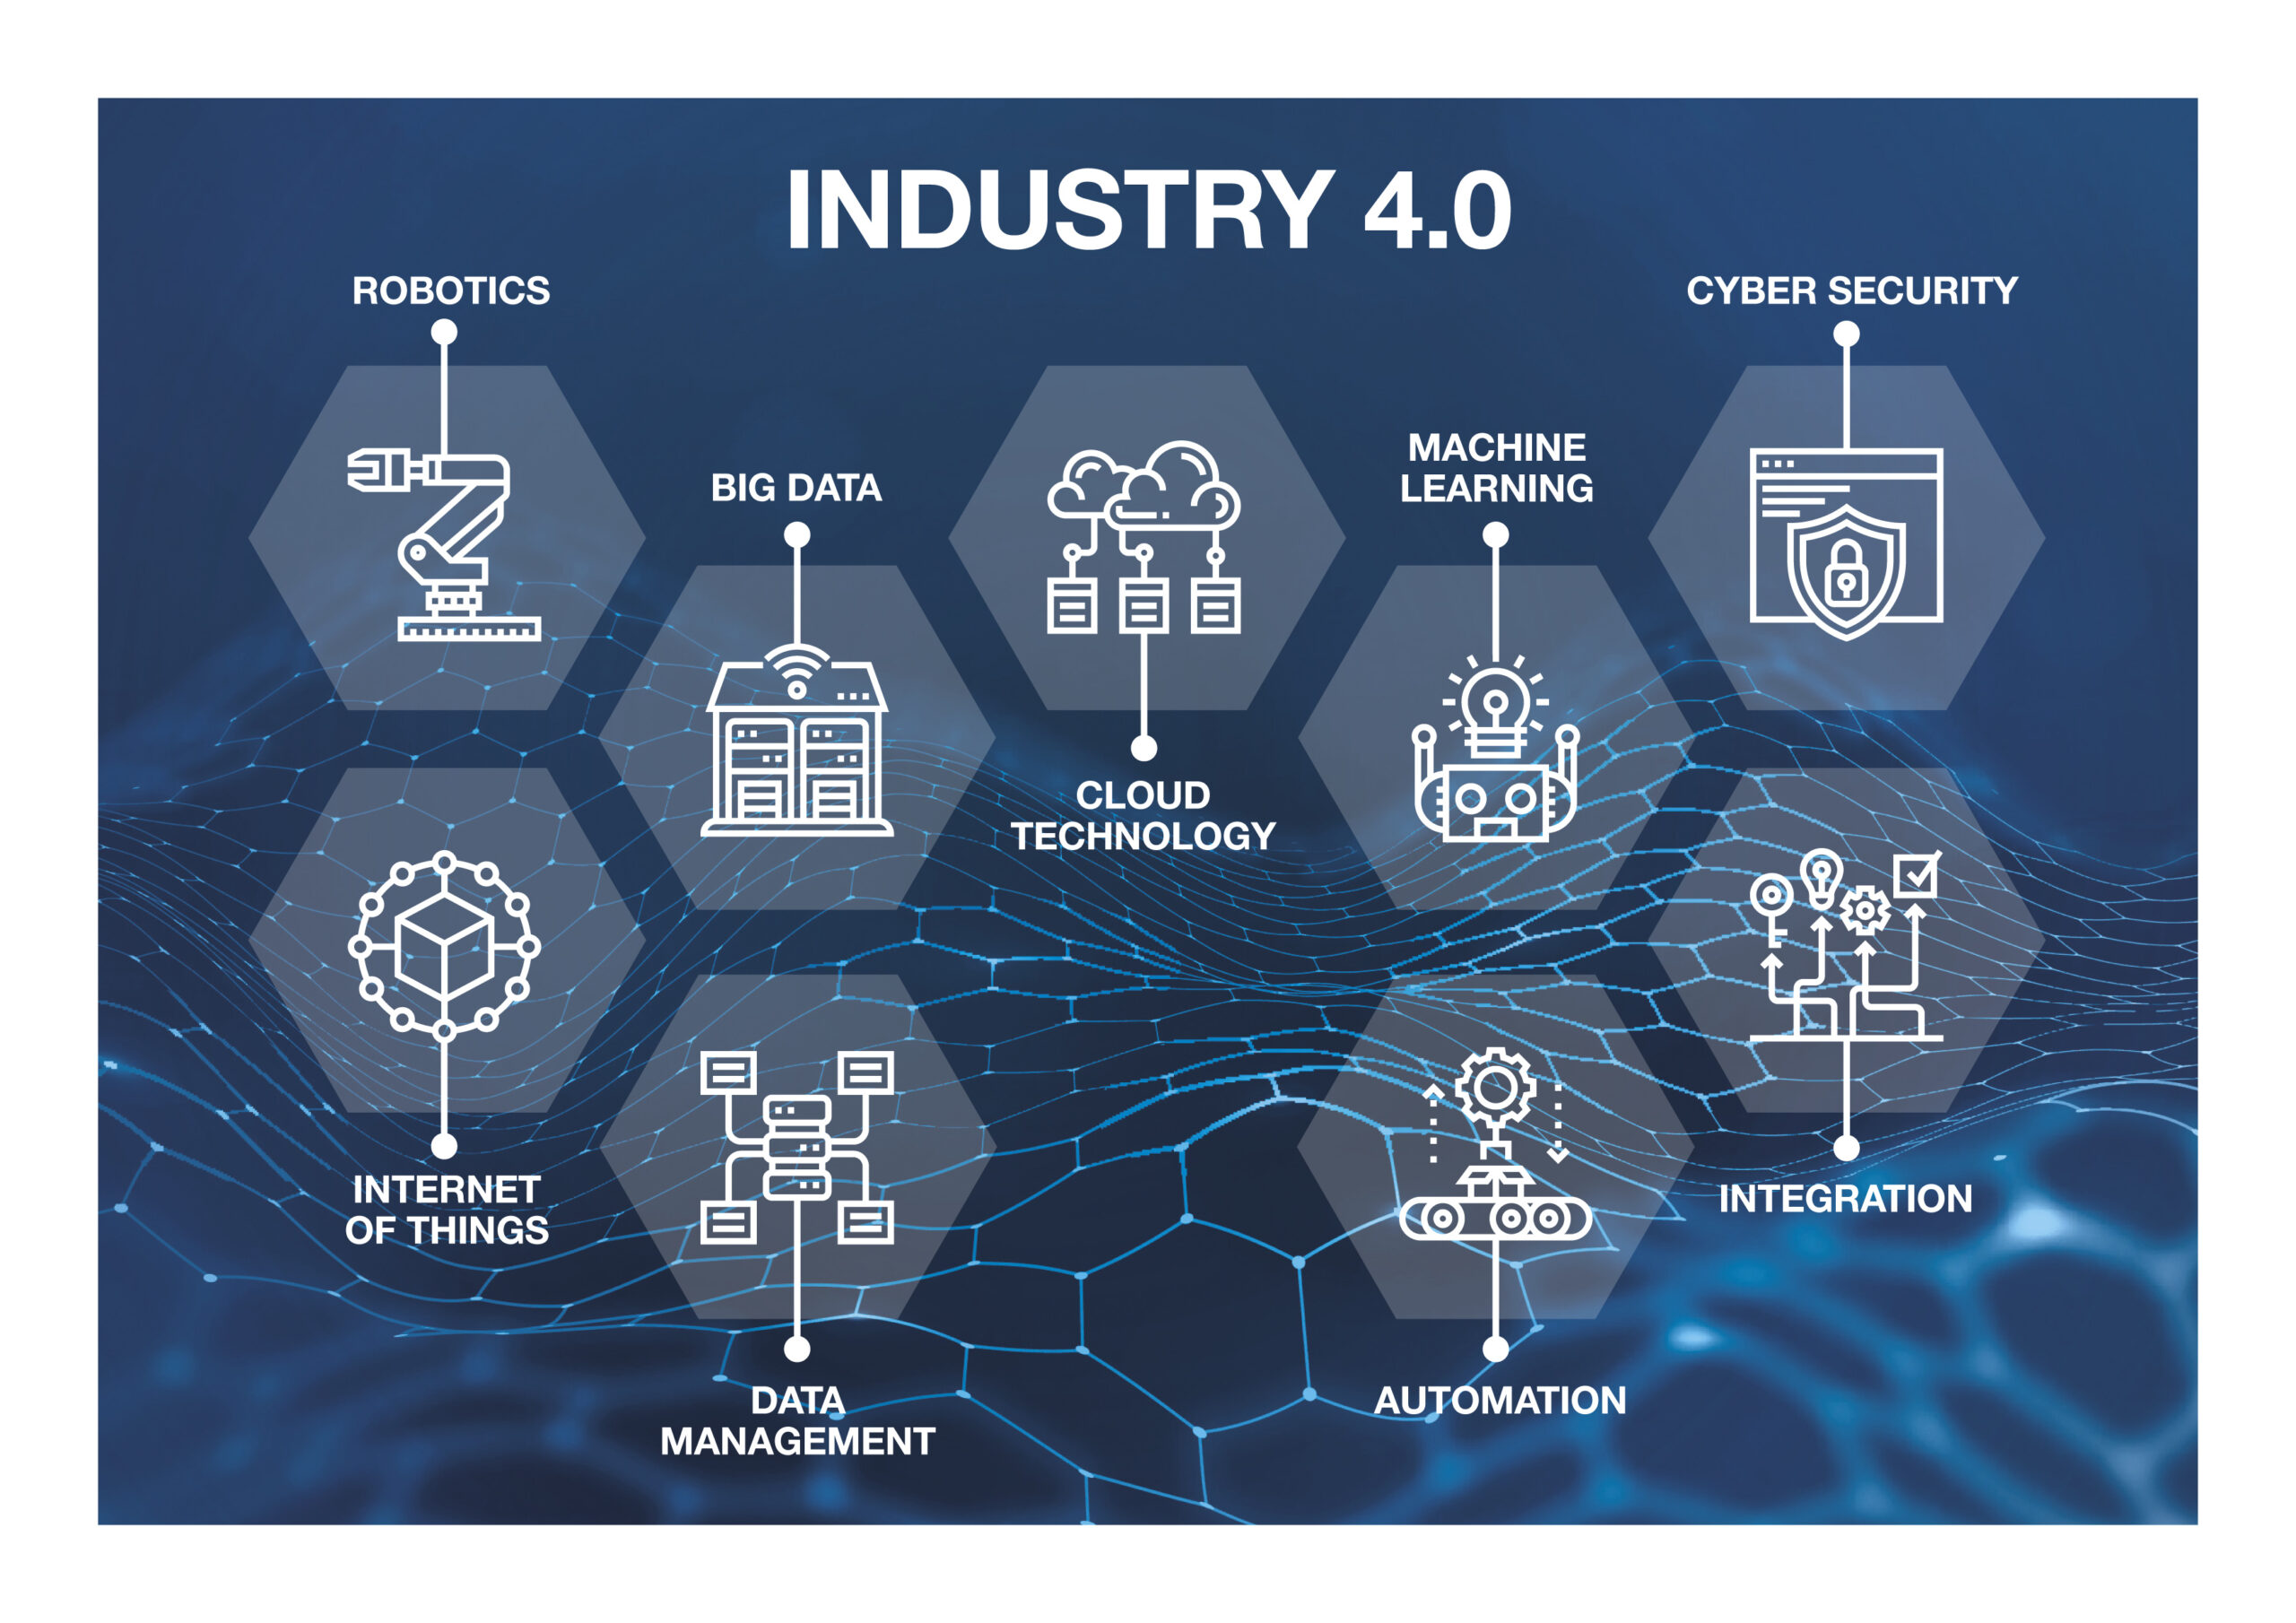 INDUSTRY 4.0
ROBOTICS
CYBER SECURITY
BIG DATA
MACHINE
LEARNING
CLOUD
TECHNOLOGY
INTERNET
OF THINGS
INTEGRATION
DATA
MANAGEMENT
AUTOMATION